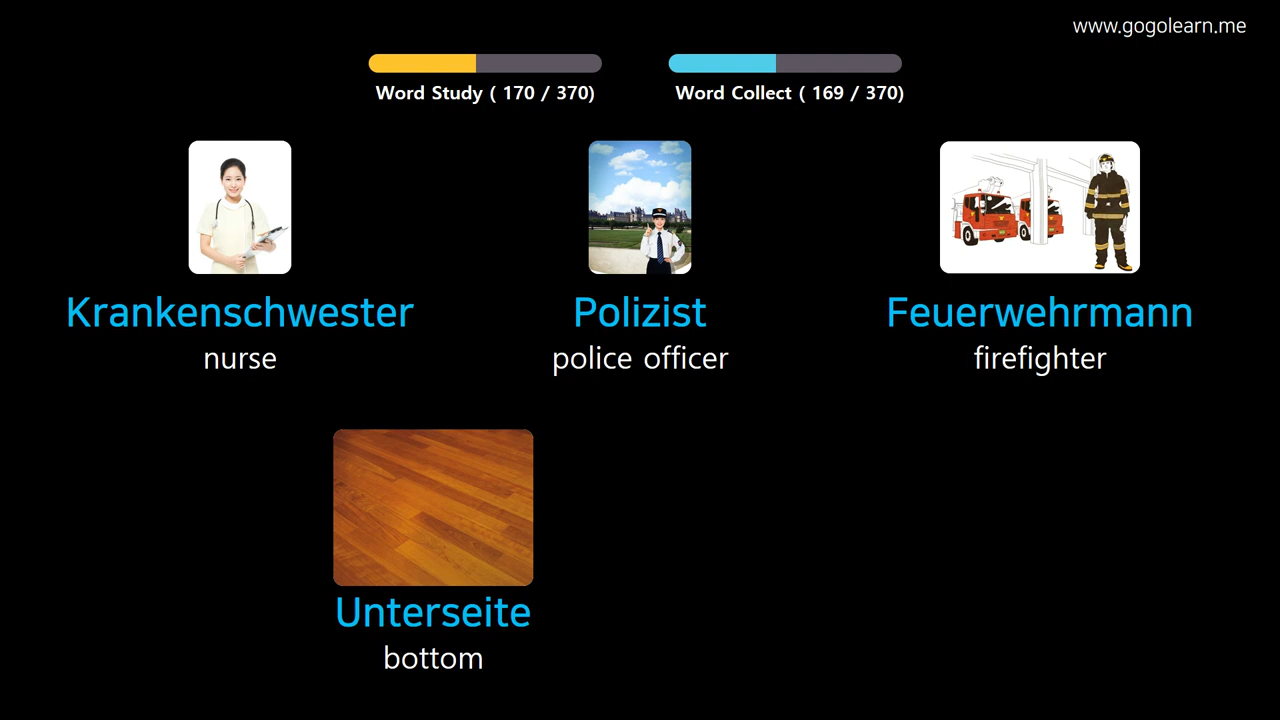 www.gogolearn.me
Word Study ( 170 / 370)
Word Collect ( 169 / 370)
Krankenschwester
nurse
Polizist
police officer
Feuerwehrmann
firefighter
Unterseite
bottom